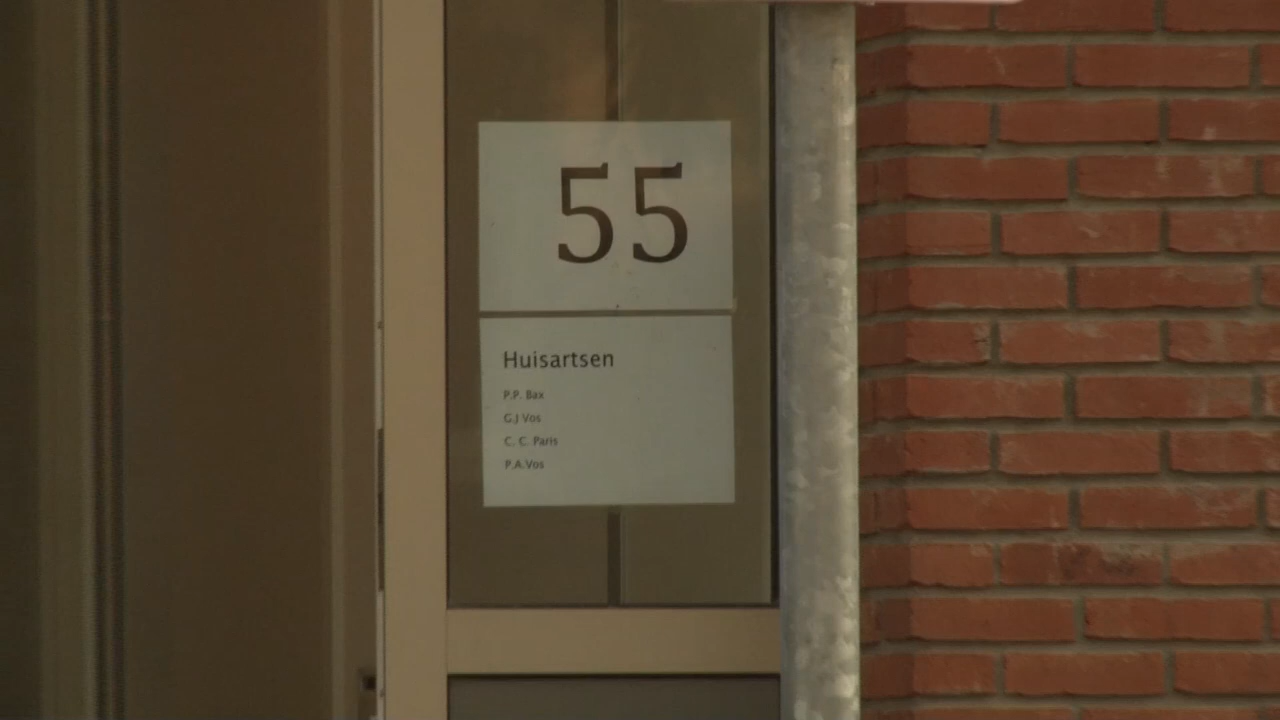 55
Huisartsen
P.P. Bax
G.J Vos
C. C. Paris
P.A.Vos